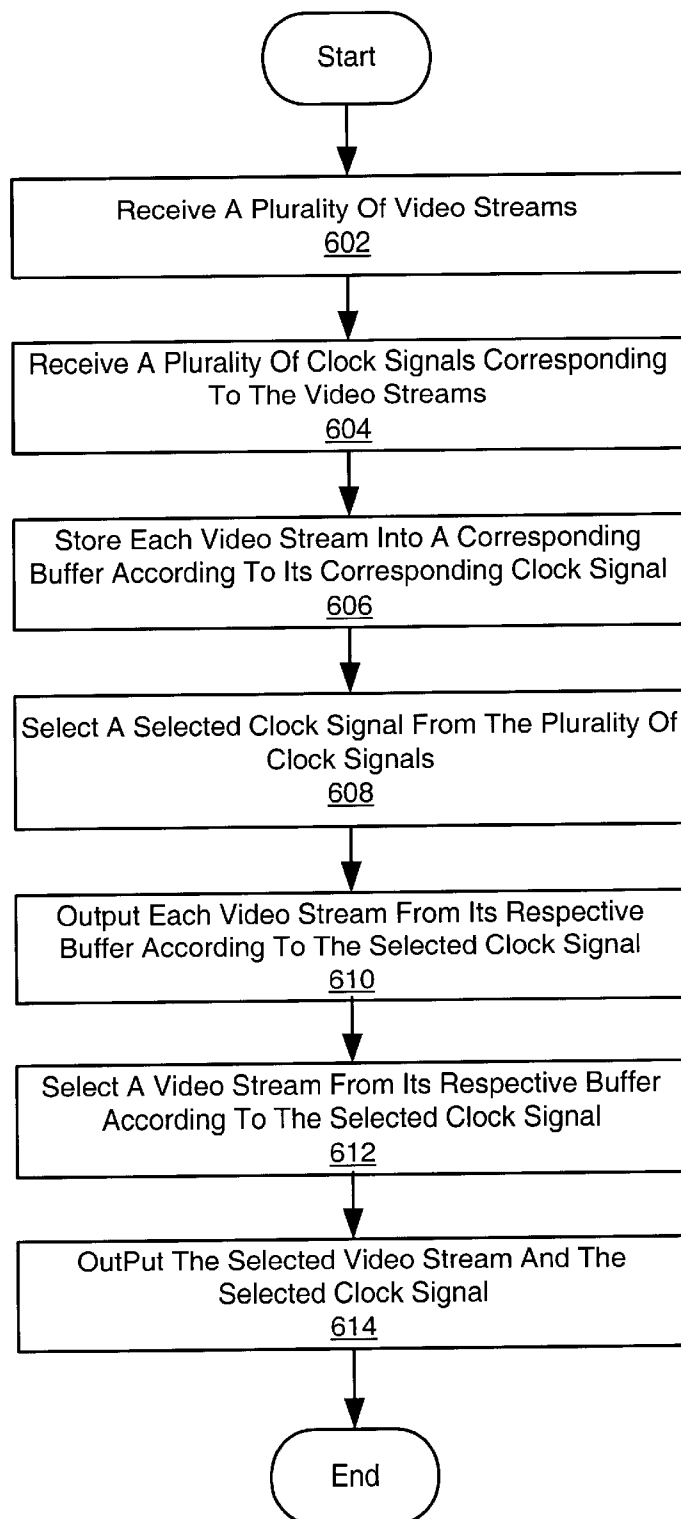 Start
Receive A Plurality Of Video Streams
602
Receive A Plurality Of Clock Signals Corresponding
To The Video Streams
604
Store Each Video Stream Into A Corresponding
Buffer According To Its Corresponding Clock Signal
606
Select A Selected Clock Signal From The Plurality Of
Clock Signals
608
Output Each Video Stream From Its Respective
Buffer According To The Selected Clock Signal
610
Select A Video Stream From Its Respective Buffer
According To The Selected Clock Signal
612
OutPut The Selected Video Stream And The
Selected Clock Signal
614
End